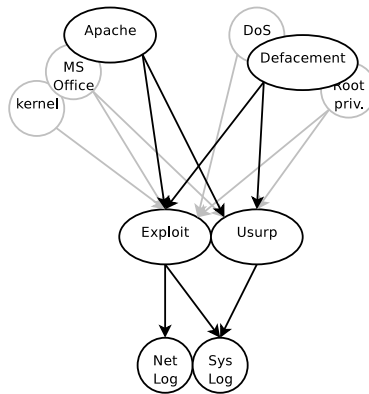 Apache
DoS
MS
Office
Defacement
kernel
Root
priv.
Exploit
Usurp
Net
Log
Sys
Log